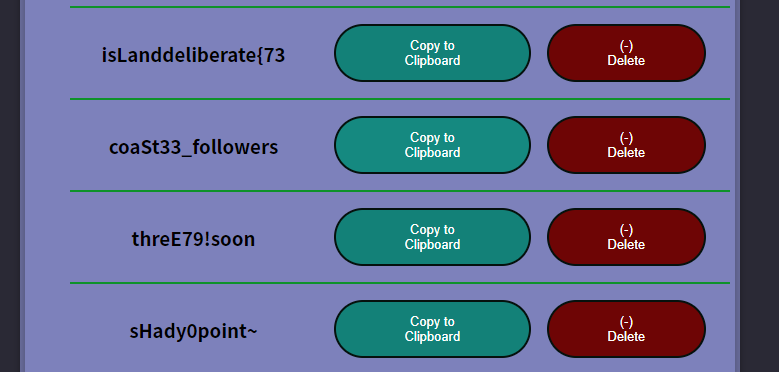 isLanddeliberate{73
Copy to
Clipboard
(-)
Delete
coaSt33_followers
Copy to
Clipboard
(-)
Delete
threE79!soon
Copy to
Clipboard
(-)
Delete
sHady0point~
Copy to
Clipboard
(-)
Delete